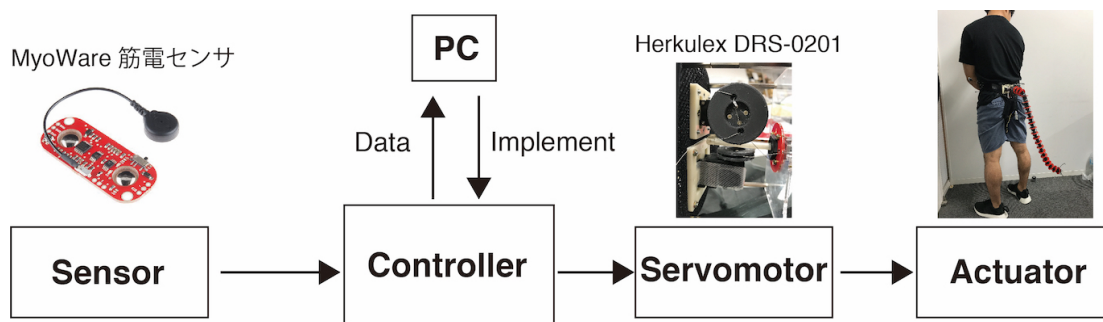 MyoWare 筋電センサ
PC
Herkulex DRS-0201
Data
Implement
Sensor
Controller
Servomotor
Actuator